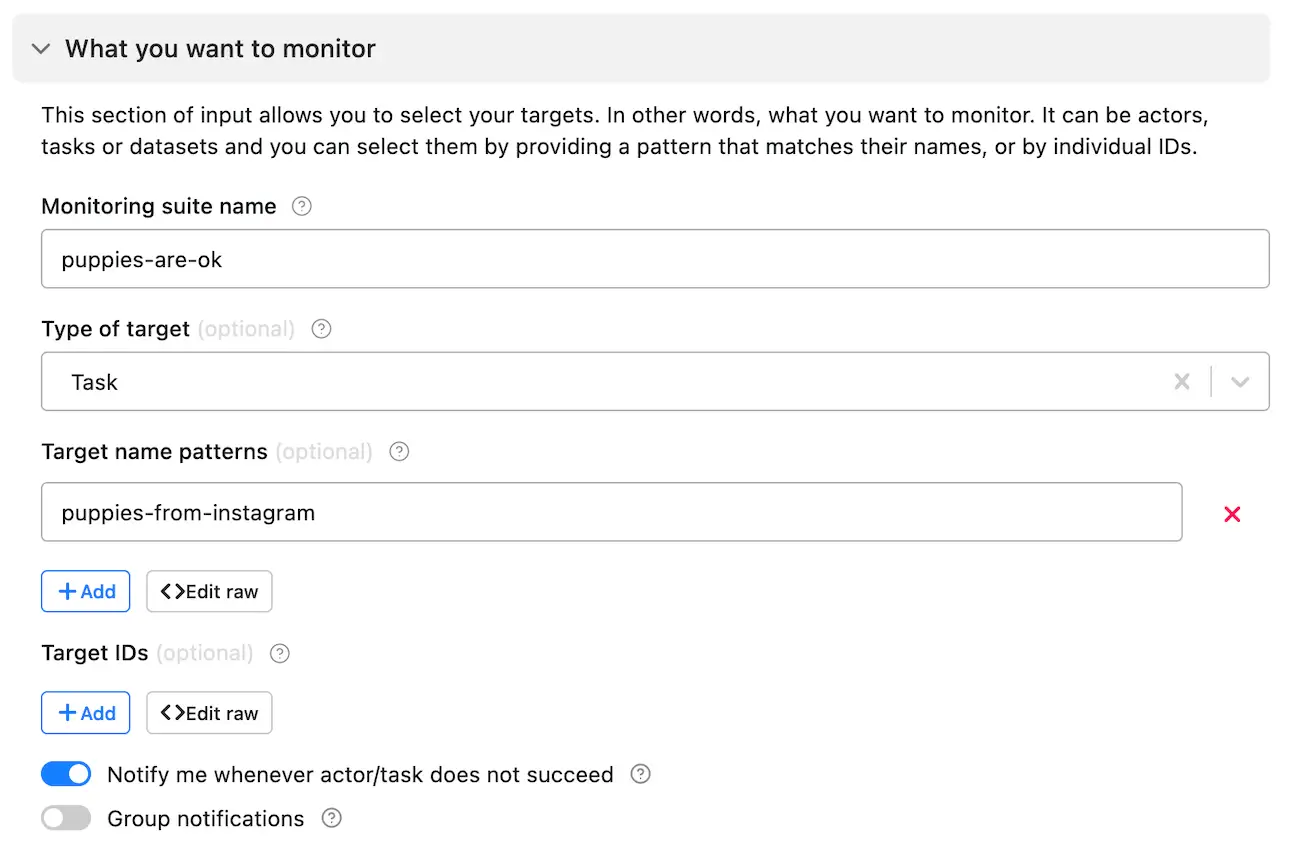 What you want to monitor
This section of input allows you to select your targets. In other words, what you want to monitor. It can be actors,
tasks or datasets and you can select them by providing a pattern that matches their names, or by individual IDs.
Monitoring suite name ?
puppies-are-ok
Type of target (optional) ?
Task
Target name patterns (optional) ?
puppies-from-instagram
+ Add <>Edit raw
Target IDs (optional) ?
+ Add <>Edit raw
Notify me whenever actor/task does not succeed ?
Group notifications ?